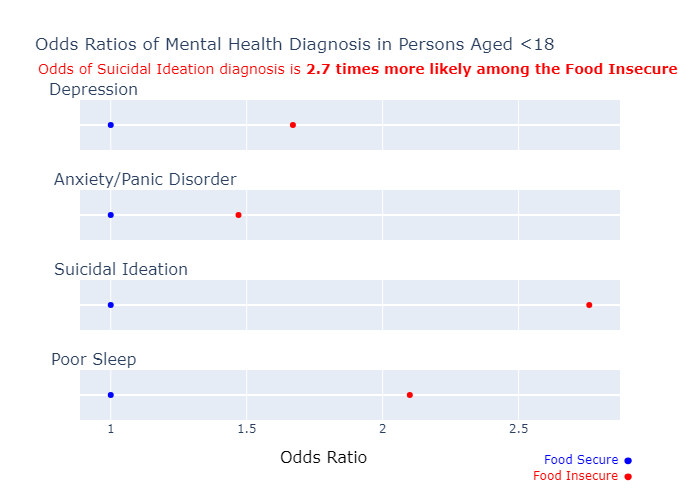 Odds Ratios of Mental Health Diagnosis in Persons Aged <18
Odds of Suicidal Ideation diagnosis is 2.7 times more likely among the Food Insecure
Depression
Anxiety/Panic Disorder
Suicidal Ideation
Poor Sleep
1 1.5 2 2.5
Odds Ratio
Food Secure
Food Insecure